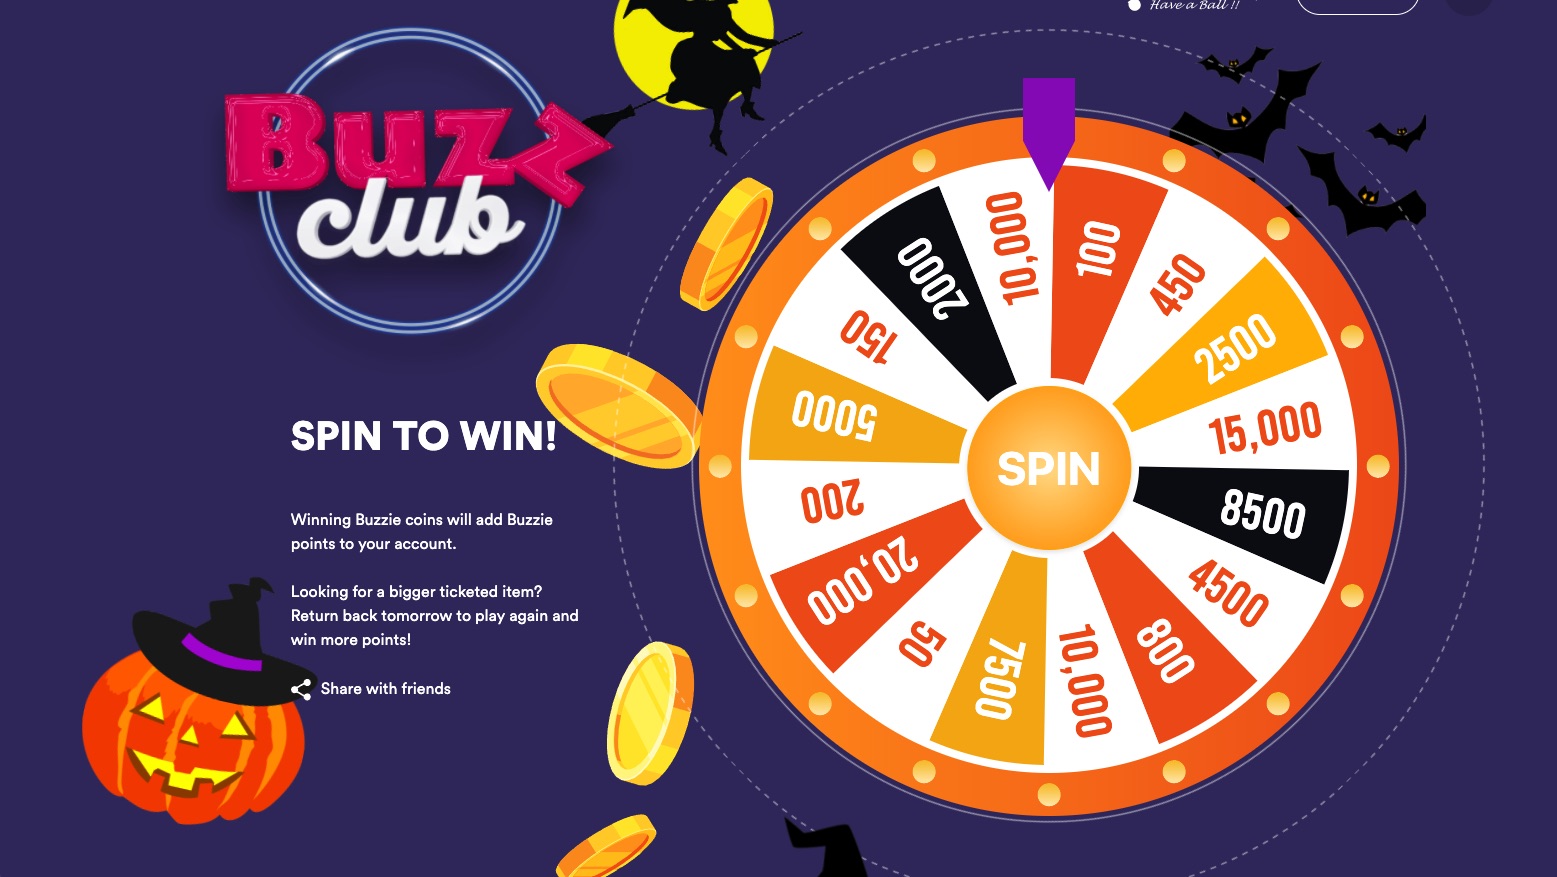 Have a Ball !!
Buzz
club
SPIN TO WIN!
Winning Buzzie coins will add Buzzie
points to your account.
Looking for a bigger ticketed item?
Return back tomorrow to play again and
win more points!
Share with friends
SPIN
100
450
2500
15,000
8500
4500
800
10,000
7500
50
20,000
200
5000
150
2000
10,000